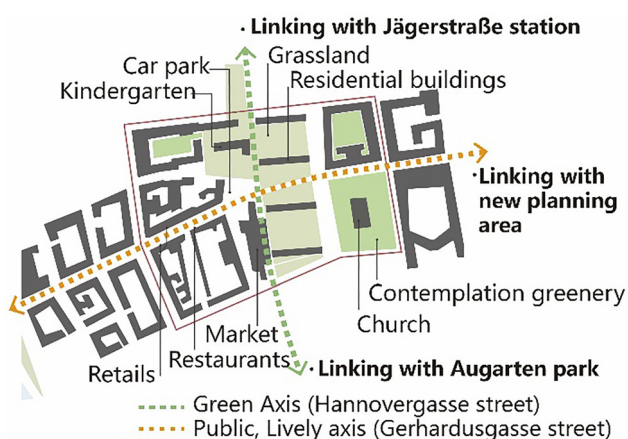 · Linking with Jägerstraße station
Grassland
Car park
Residential buildings
Kindergarten
·Linking with
new planning
area
Contemplation greenery
Church
Market
Restaurants
Retails
· Linking with Augarten park
Green Axis (Hannovergasse street)
Public, Lively axis (Gerhardusgasse street)